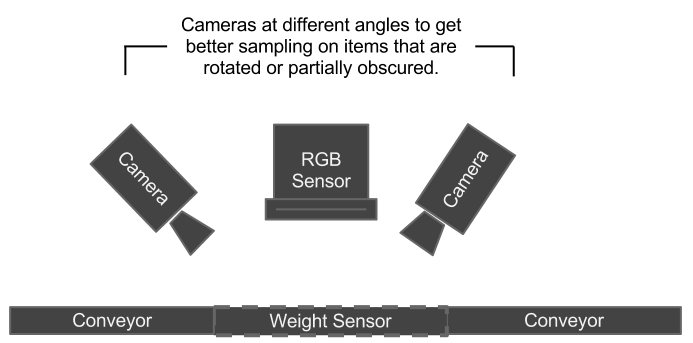 Cameras at different angles to get
better sampling on items that are
rotated or partially obscured.
Camera
RGB
Sensor
Camera
Conveyor
Weight Sensor
Conveyor